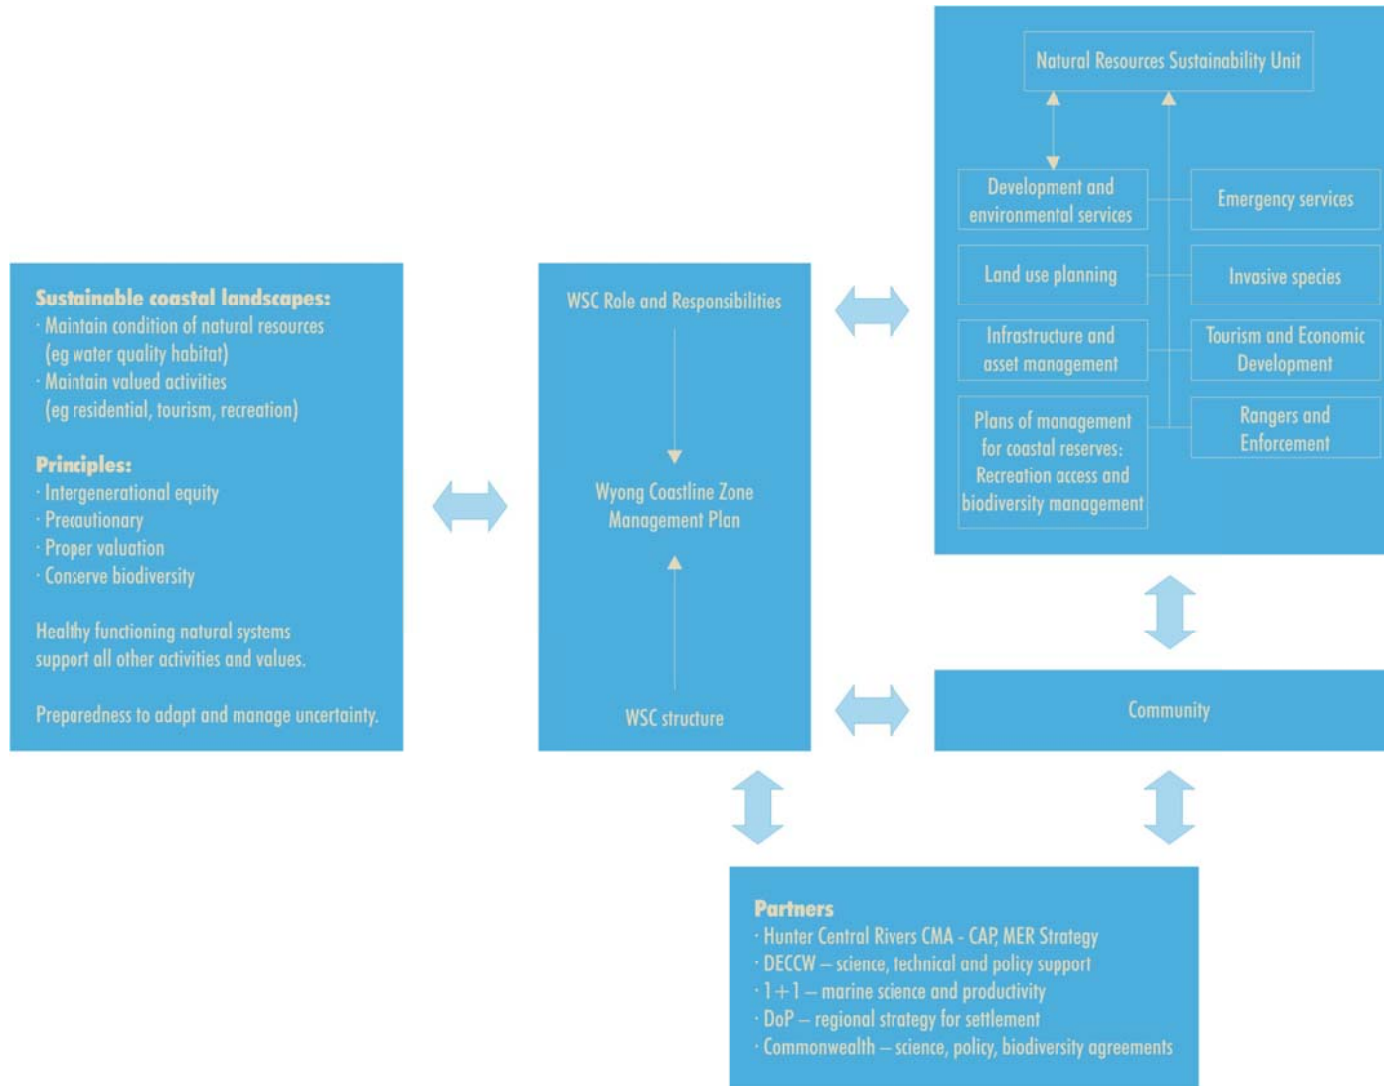 Sustainable coastal landscapes:
· Maintain condition of natural resources
(eg water quality habitat)
· Maintain valued activities
(eg residential, tourism, recreation)
Principles:
· Intergenerational equity
· Precautionary
· Proper valuation
· Conserve biodiversity
Healthy functioning natural systems
support all other activities and values.
Preparedness to adapt and manage uncertainty.
WSC Role and Responsibilities
Wyong Coastline Zone
Management Plan
WSC structure
Natural Resources Sustainability Unit
Development and
environmental services
Emergency services
Land use planning
Invasive species
Infrastructure and
asset management
Tourism and Economic
Development
Plans of management
for coastal reserves:
Recreation access and
biodiversity management
Rangers and
Enforcement
Community
Partners
· Hunter Central Rivers CMA - CAP, MER Strategy
· DECCW – science, technical and policy support
· 1+1 – marine science and productivity
· DoP – regional strategy for settlement
· Commonwealth – science, policy, biodiversity agreements